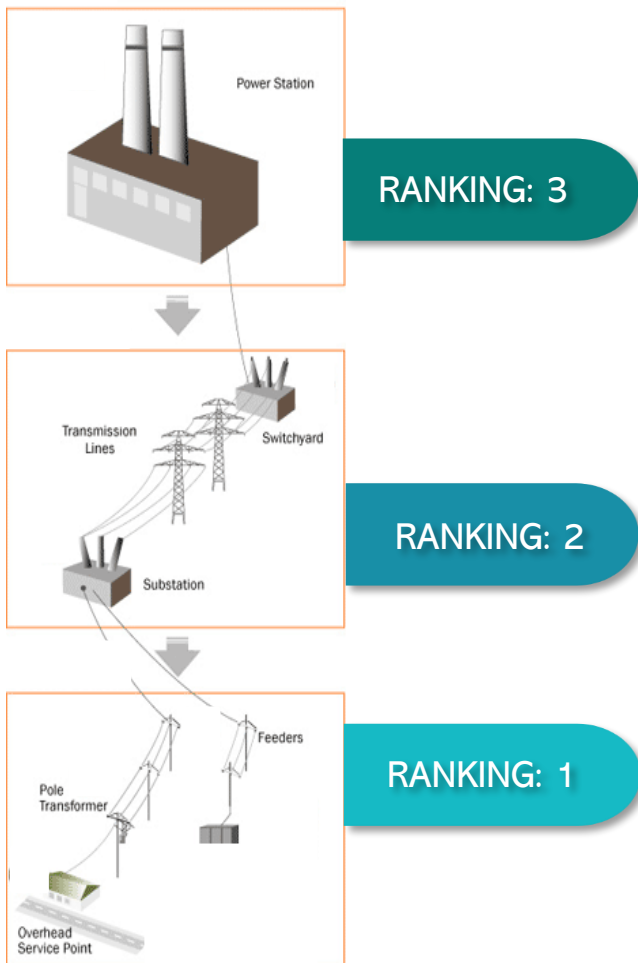 Power Station
RANKING: 3
Transmission
Lines
Switchyard
RANKING: 2
Substation
Feeders
RANKING: 1
Pole
Transformer
Overhead
Service Point